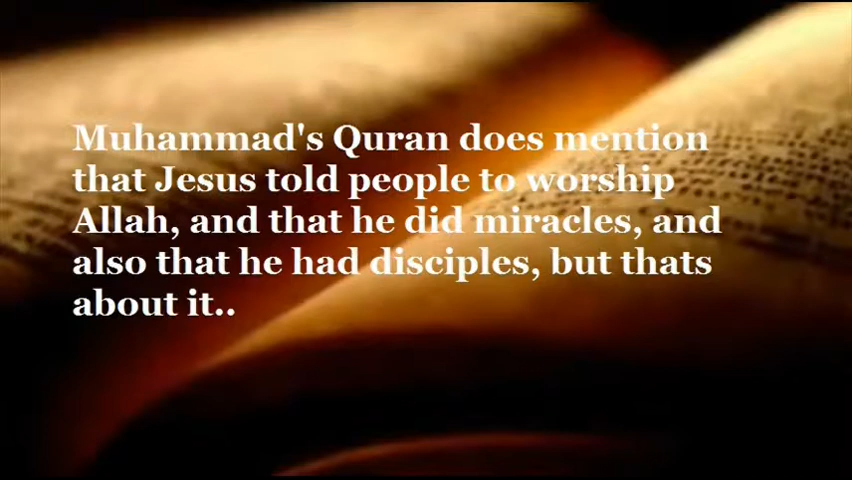 Muhammad's Quran does mention
that Jesus told people to worship
Allah, and that he did miracles, and
also that he had disciples, but thats
about it..